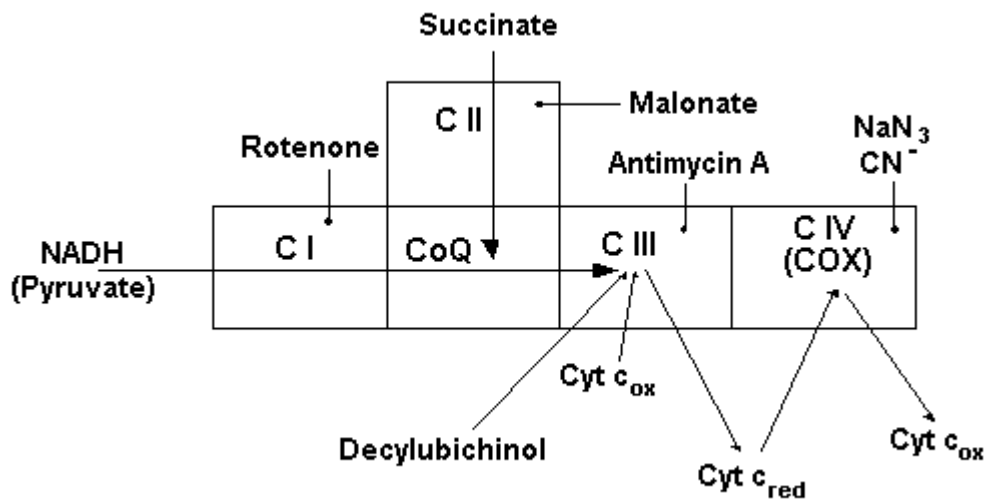 Succinate
C II
Malonate
NaN₃
CN⁻
Rotenone
Antimycin A
NADH
(Pyruvate)
C I
CoQ
C III
C IV
(COX)
Cyt cₒₓ
Decylubichinol
Cyt c_red
Cyt cₒₓ